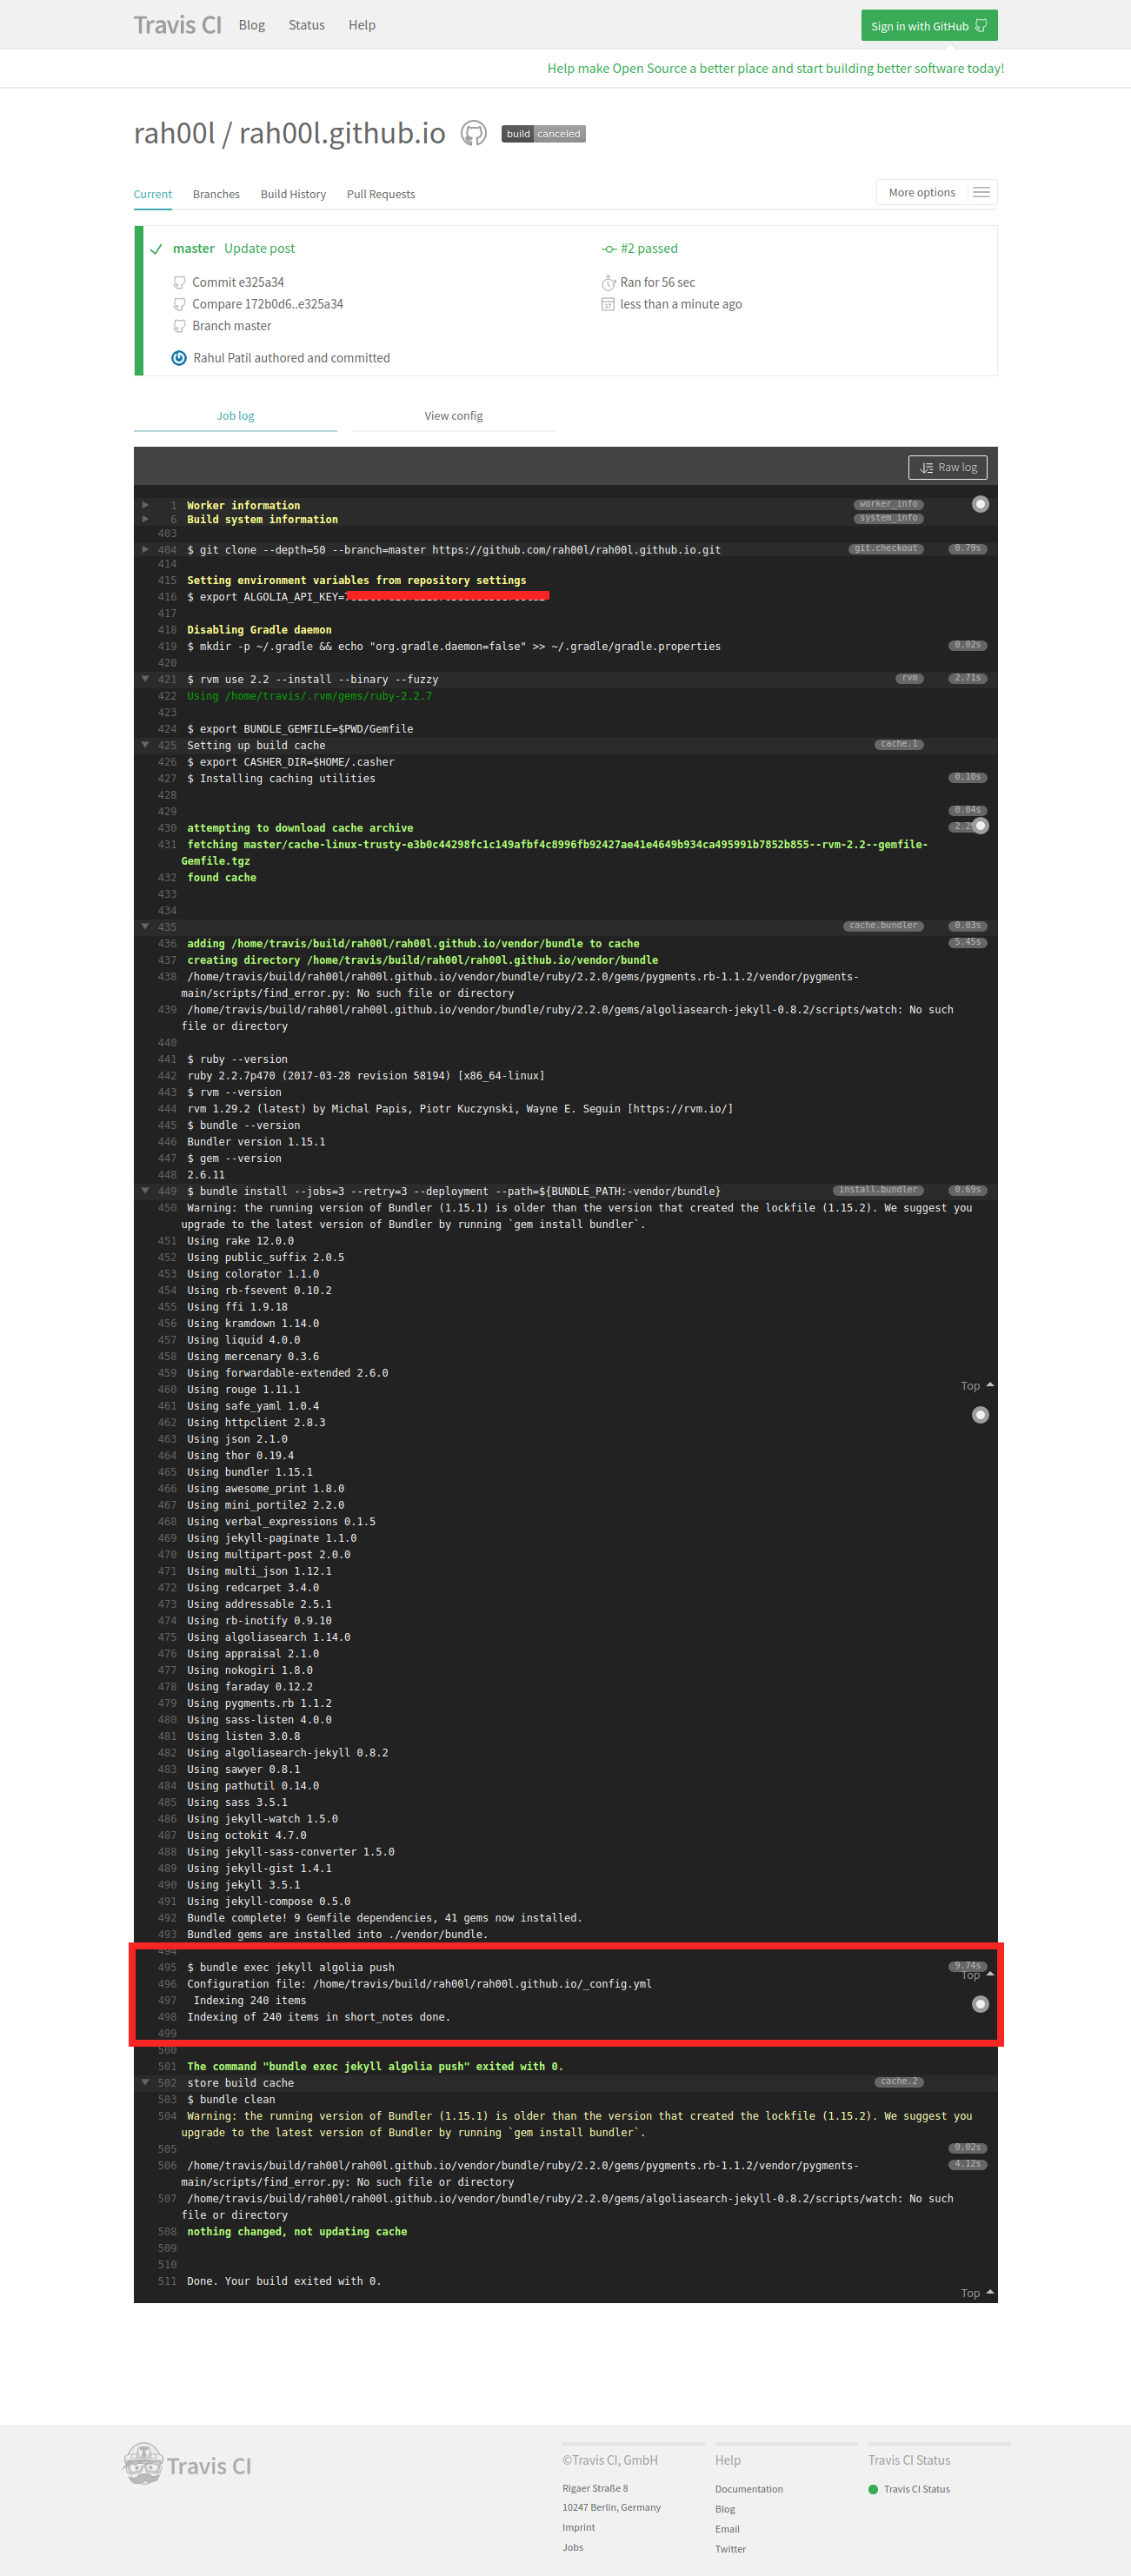 Travis CI Blog Status Help Sign in with GitHub
Help make Open Source a better place and start building better software today!
rah00l / rah00l.github.io build canceled
Current Branches Build History Pull Requests More options
master Update post #2 passed
Commit e325a34 Ran for 56 sec
Compare 172b0d6..e325a34 less than a minute ago
Branch master
Rahul Patil authored and committed
Job log View config
Raw log
1 Worker information worker_info
6 Build system information system_info
403
404 $ git clone --depth=50 --branch=master https://github.com/rah00l/rah00l.github.io.git git.checkout 0.79s
414
415 Setting environment variables from repository settings
416 $ export ALGOLIA_API_KEY=
417
418 Disabling Gradle daemon
419 $ mkdir -p ~/.gradle && echo "org.gradle.daemon=false" >> ~/.gradle/gradle.properties 0.02s
420
421 $ rvm use 2.2 --install --binary --fuzzy rvm 2.71s
422 Using /home/travis/.rvm/gems/ruby-2.2.7
423
424 $ export BUNDLE_GEMFILE=$PWD/Gemfile
425 Setting up build cache cache.1
426 $ export CASHER_DIR=$HOME/.casher
427 $ Installing caching utilities 0.10s
428
429 0.04s
430 attempting to download cache archive
431 fetching master/cache-linux-trusty-e3b0c44298fc1c149afbf4c8996fb92427ae41e4649b934ca495991b7852b855--rvm-2.2--gemfile-
Gemfile.tgz
432 found cache
433
434
435 cache.bundler 0.03s
436 adding /home/travis/build/rah00l/rah00l.github.io/vendor/bundle to cache 5.45s
437 creating directory /home/travis/build/rah00l/rah00l.github.io/vendor/bundle
438 /home/travis/build/rah00l/rah00l.github.io/vendor/bundle/ruby/2.2.0/gems/pygments.rb-1.1.2/vendor/pygments-
main/scripts/find_error.py: No such file or directory
439 /home/travis/build/rah00l/rah00l.github.io/vendor/bundle/ruby/2.2.0/gems/algoliasearch-jekyll-0.8.2/scripts/watch: No such
file or directory
440
441 $ ruby --version
442 ruby 2.2.7p470 (2017-03-28 revision 58194) [x86_64-linux]
443 $ rvm --version
444 rvm 1.29.2 (latest) by Michal Papis, Piotr Kuczynski, Wayne E. Seguin [https://rvm.io/]
445 $ bundle --version
446 Bundler version 1.15.1
447 $ gem --version
448 2.6.11
449 $ bundle install --jobs=3 --retry=3 --deployment --path=${BUNDLE_PATH:-vendor/bundle} install.bundler 0.69s
450 Warning: the running version of Bundler (1.15.1) is older than the version that created the lockfile (1.15.2). We suggest you
upgrade to the latest version of Bundler by running `gem install bundler`.
451 Using rake 12.0.0
452 Using public_suffix 2.0.5
453 Using colorator 1.1.0
454 Using rb-fsevent 0.10.2
455 Using ffi 1.9.18
456 Using kramdown 1.14.0
457 Using liquid 4.0.0
458 Using mercenary 0.3.6
459 Using forwardable-extended 2.6.0
460 Using rouge 1.11.1 Top
461 Using safe_yaml 1.0.4
462 Using httpclient 2.8.3
463 Using json 2.1.0
464 Using thor 0.19.4
465 Using bundler 1.15.1
466 Using awesome_print 1.8.0
467 Using mini_portile2 2.2.0
468 Using verbal_expressions 0.1.5
469 Using jekyll-paginate 1.1.0
470 Using multipart-post 2.0.0
471 Using multi_json 1.12.1
472 Using redcarpet 3.4.0
473 Using addressable 2.5.1
474 Using rb-inotify 0.9.10
475 Using algoliasearch 1.14.0
476 Using appraisal 2.1.0
477 Using nokogiri 1.8.0
478 Using faraday 0.12.2
479 Using pygments.rb 1.1.2
480 Using sass-listen 4.0.0
481 Using listen 3.0.8
482 Using algoliasearch-jekyll 0.8.2
483 Using sawyer 0.8.1
484 Using pathutil 0.14.0
485 Using sass 3.5.1
486 Using jekyll-watch 1.5.0
487 Using octokit 4.7.0
488 Using jekyll-sass-converter 1.5.0
489 Using jekyll-gist 1.4.1
490 Using jekyll 3.5.1
491 Using jekyll-compose 0.5.0
492 Bundle complete! 9 Gemfile dependencies, 41 gems now installed.
493 Bundled gems are installed into ./vendor/bundle.
494
495 $ bundle exec jekyll algolia push 9.74s
496 Configuration file: /home/travis/build/rah00l/rah00l.github.io/_config.yml Top
497 Indexing 240 items
498 Indexing of 240 items in short_notes done.
499
500
501 The command "bundle exec jekyll algolia push" exited with 0.
502 store build cache cache.2
503 $ bundle clean
504 Warning: the running version of Bundler (1.15.1) is older than the version that created the lockfile (1.15.2). We suggest you
upgrade to the latest version of Bundler by running `gem install bundler`.
505 0.02s
506 /home/travis/build/rah00l/rah00l.github.io/vendor/bundle/ruby/2.2.0/gems/pygments.rb-1.1.2/vendor/pygments- 4.12s
main/scripts/find_error.py: No such file or directory
507 /home/travis/build/rah00l/rah00l.github.io/vendor/bundle/ruby/2.2.0/gems/algoliasearch-jekyll-0.8.2/scripts/watch: No such
file or directory
508 nothing changed, not updating cache
509
510
511 Done. Your build exited with 0.
Top
Travis CI
©Travis CI, GmbH Help Travis CI Status
Rigaer Straße 8 Documentation Travis CI Status
10247 Berlin, Germany Blog
Imprint Email
Jobs Twitter